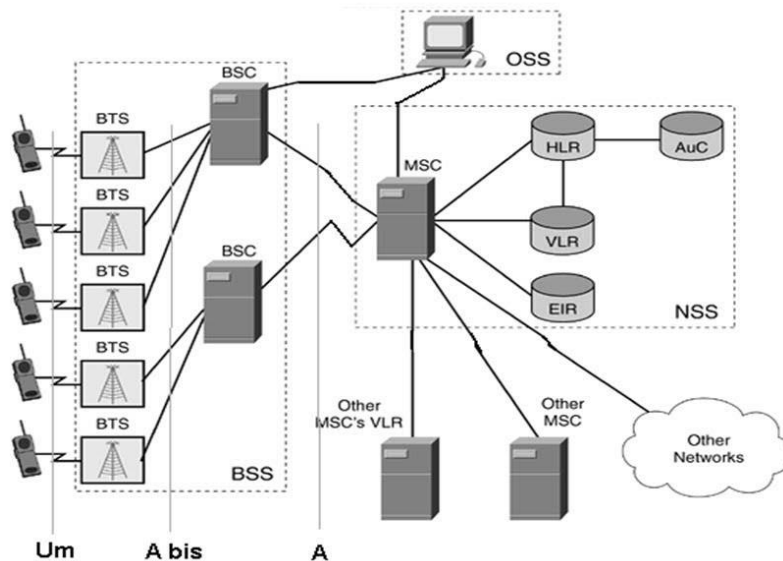 OSS
BSC
BTS
HLR
AuC
MSC
BTS
VLR
BSC
BTS
EIR
NSS
BTS
Other
MSC's VLR
Other
MSC
Other
Networks
BTS
BSS
Um
A bis
A